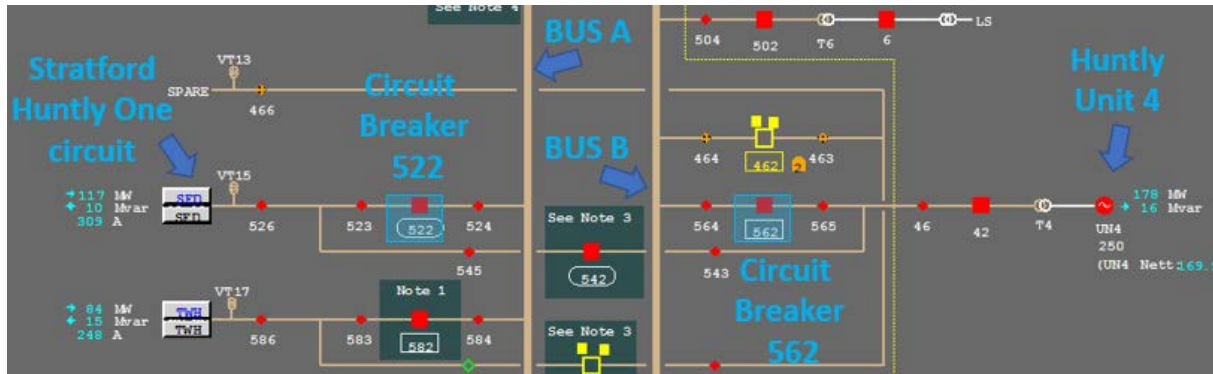 See Note 4
BUS A
504
502
T6
6
LS
Stratford
Huntly One
circuit
VT13
SPARE
466
Circuit
Breaker
522
BUS B
464
462
2
463
Huntly
Unit 4
117 MW
10 Mvar
309 A
SFD
SFD
VT15
526
523
522
524
545
See Note 3
542
564
562
565
543
46
42
T4
UN4
250
(UN4 Nett:169.
178 MW
16 Mvar
Circuit
Breaker
562
84 MW
15 Mvar
248 A
TWH
TWH
VT17
586
583
Note 1
582
584
See Note 3